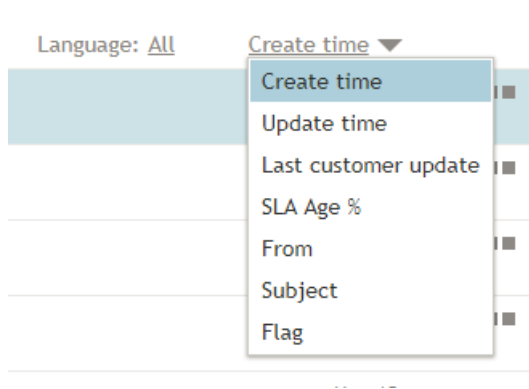 Language: All Create time
Create time
Update time
Last customer update
SLA Age %
From
Subject
Flag